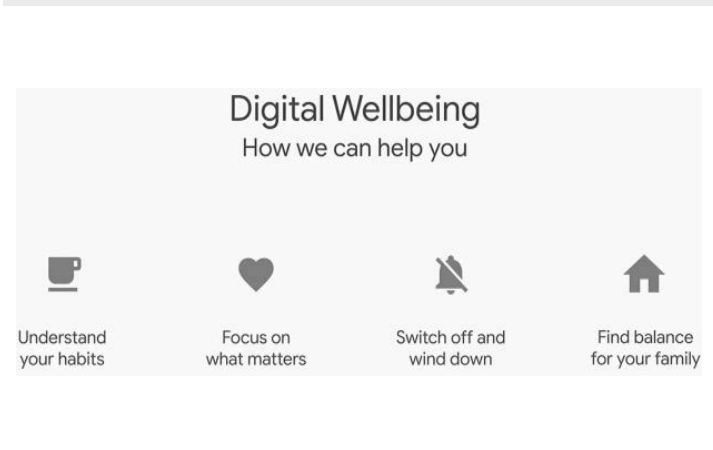 Digital Wellbeing
How we can help you
Understand
your habits
Focus on
what matters
Switch off and
wind down
Find balance
for your family